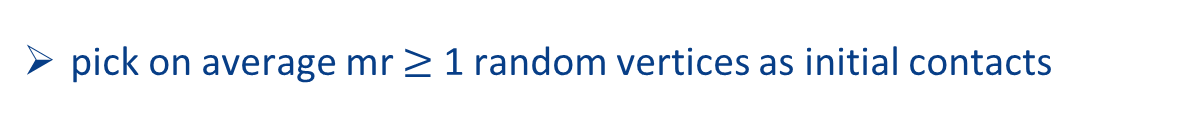 ➢ pick on average mr ≥ 1 random vertices as initial contacts